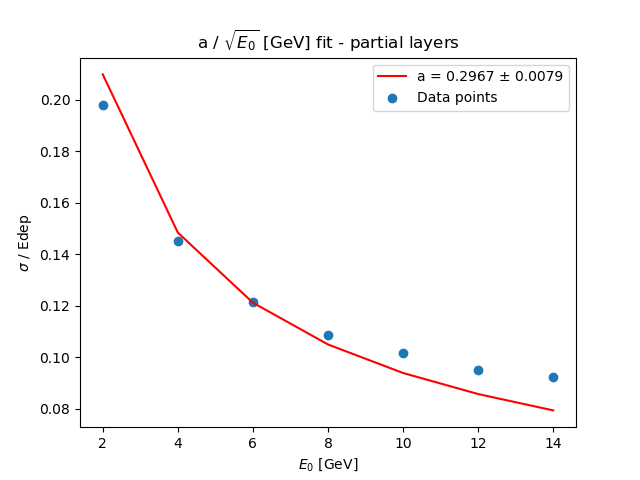 a / √E₀ [GeV] fit - partial layers
a = 0.2967 ± 0.0079
Data points
σ / Edep
0.20
0.18
0.16
0.14
0.12
0.10
0.08
2 4 6 8 10 12 14
E₀ [GeV]